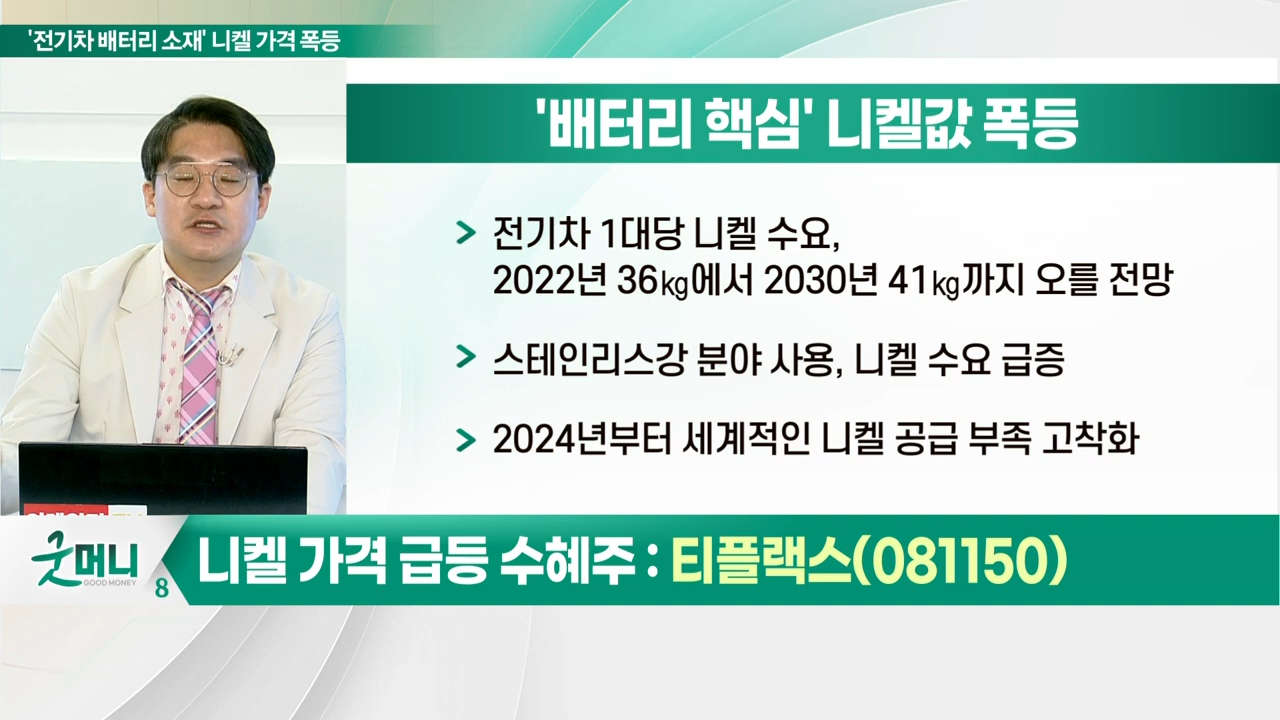 '전기차 배터리 소재' 니켈 가격 폭등
'배터리 핵심' 니켈값 폭등
> 전기차 1대당 니켈 수요,
2022년 36㎏에서 2030년 41㎏까지 오를 전망
> 스테인리스강 분야 사용, 니켈 수요 급증
> 2024년부터 세계적인 니켈 공급 부족 고착화
굿머니
GOOD MONEY
8
니켈 가격 급등 수혜주 : 티플랙스(081150)